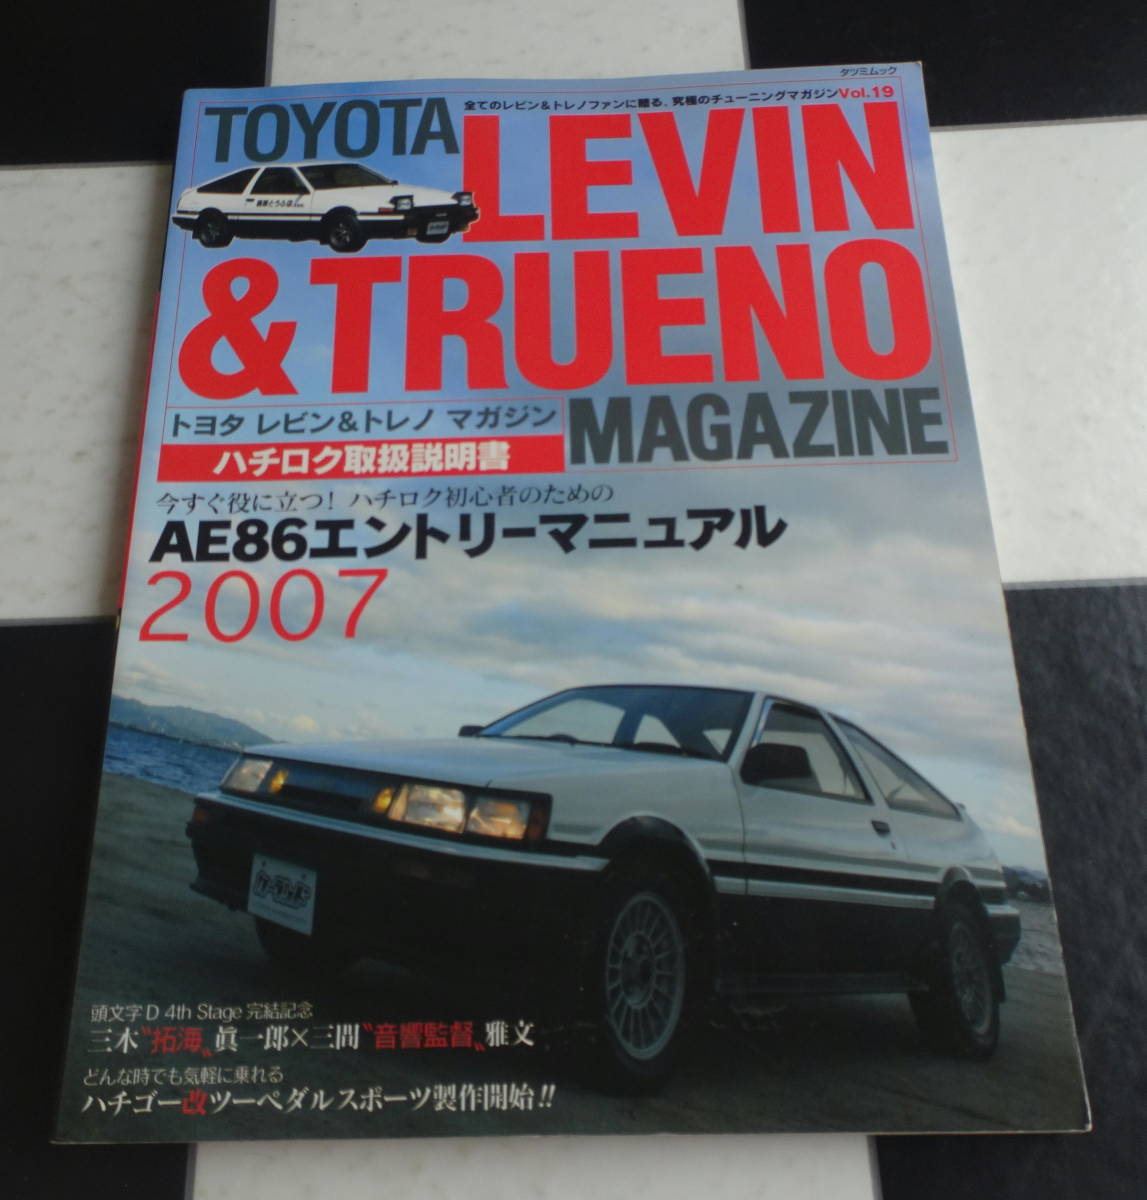 タツミムック
全てのレビン&トレノファンに贈る、究極のチューニングマガジンVol.19
TOYOTA
LEVIN
&TRUENO
MAGAZINE
トヨタ レビン&トレノ マガジン
ハチロク取扱説明書
今すぐ役に立つ! ハチロク初心者のための
AE86エントリーマニュアル
2007
頭文字D 4th Stage 完結記念
三木〝拓海〟眞一郎×三間〝音響監督〟雅文
どんな時でも気軽に乗れる
ハチゴー改ツーペダルスポーツ製作開始!!